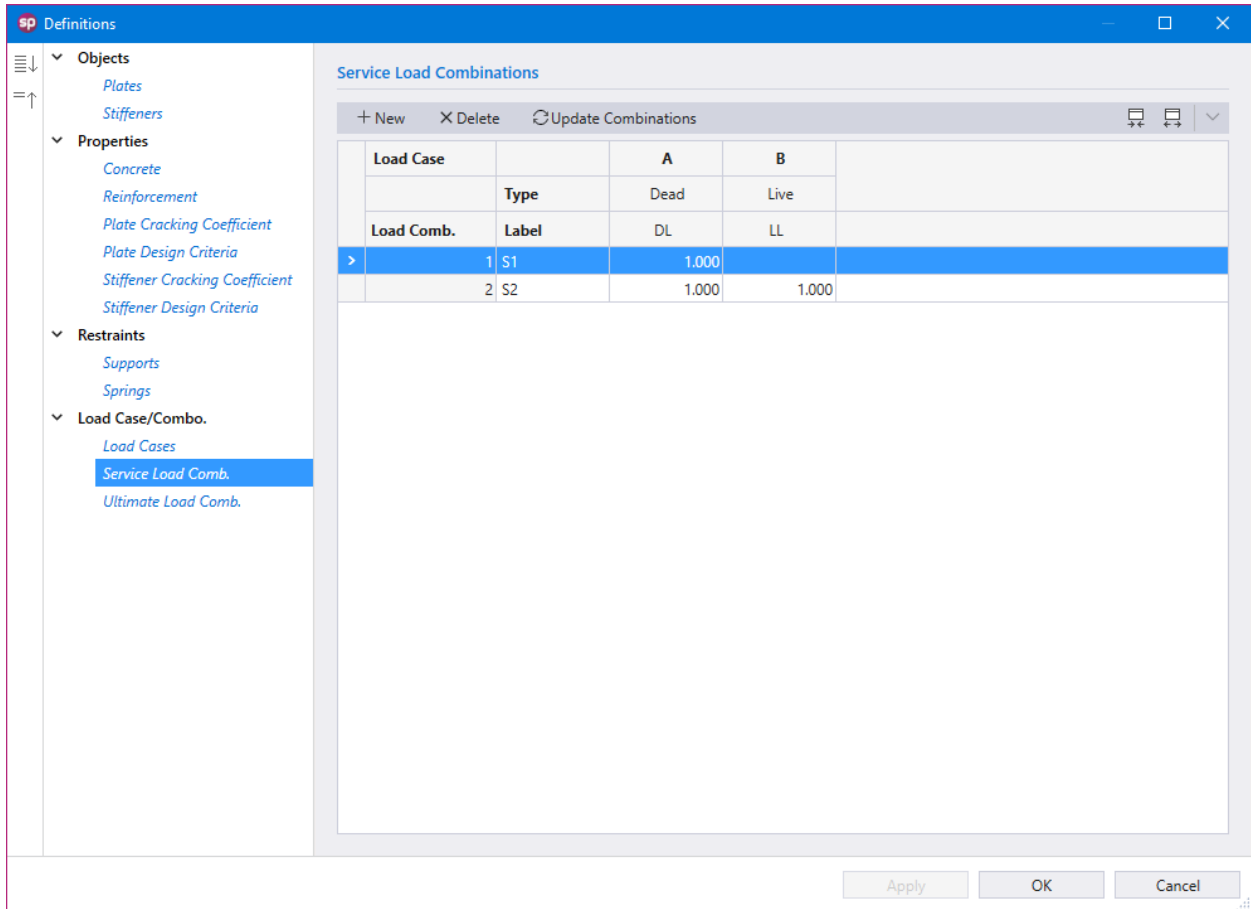 sp Definitions
Objects
Plates
Stiffeners
Properties
Concrete
Reinforcement
Plate Cracking Coefficient
Plate Design Criteria
Stiffener Cracking Coefficient
Stiffener Design Criteria
Restraints
Supports
Springs
Load Case/Combo.
Load Cases
Service Load Comb.
Ultimate Load Comb.
Service Load Combinations
New Delete Update Combinations
Load Case A B
Type Dead Live
Load Comb. Label DL LL
1 S1 1.000
2 S2 1.000 1.000
Apply OK Cancel